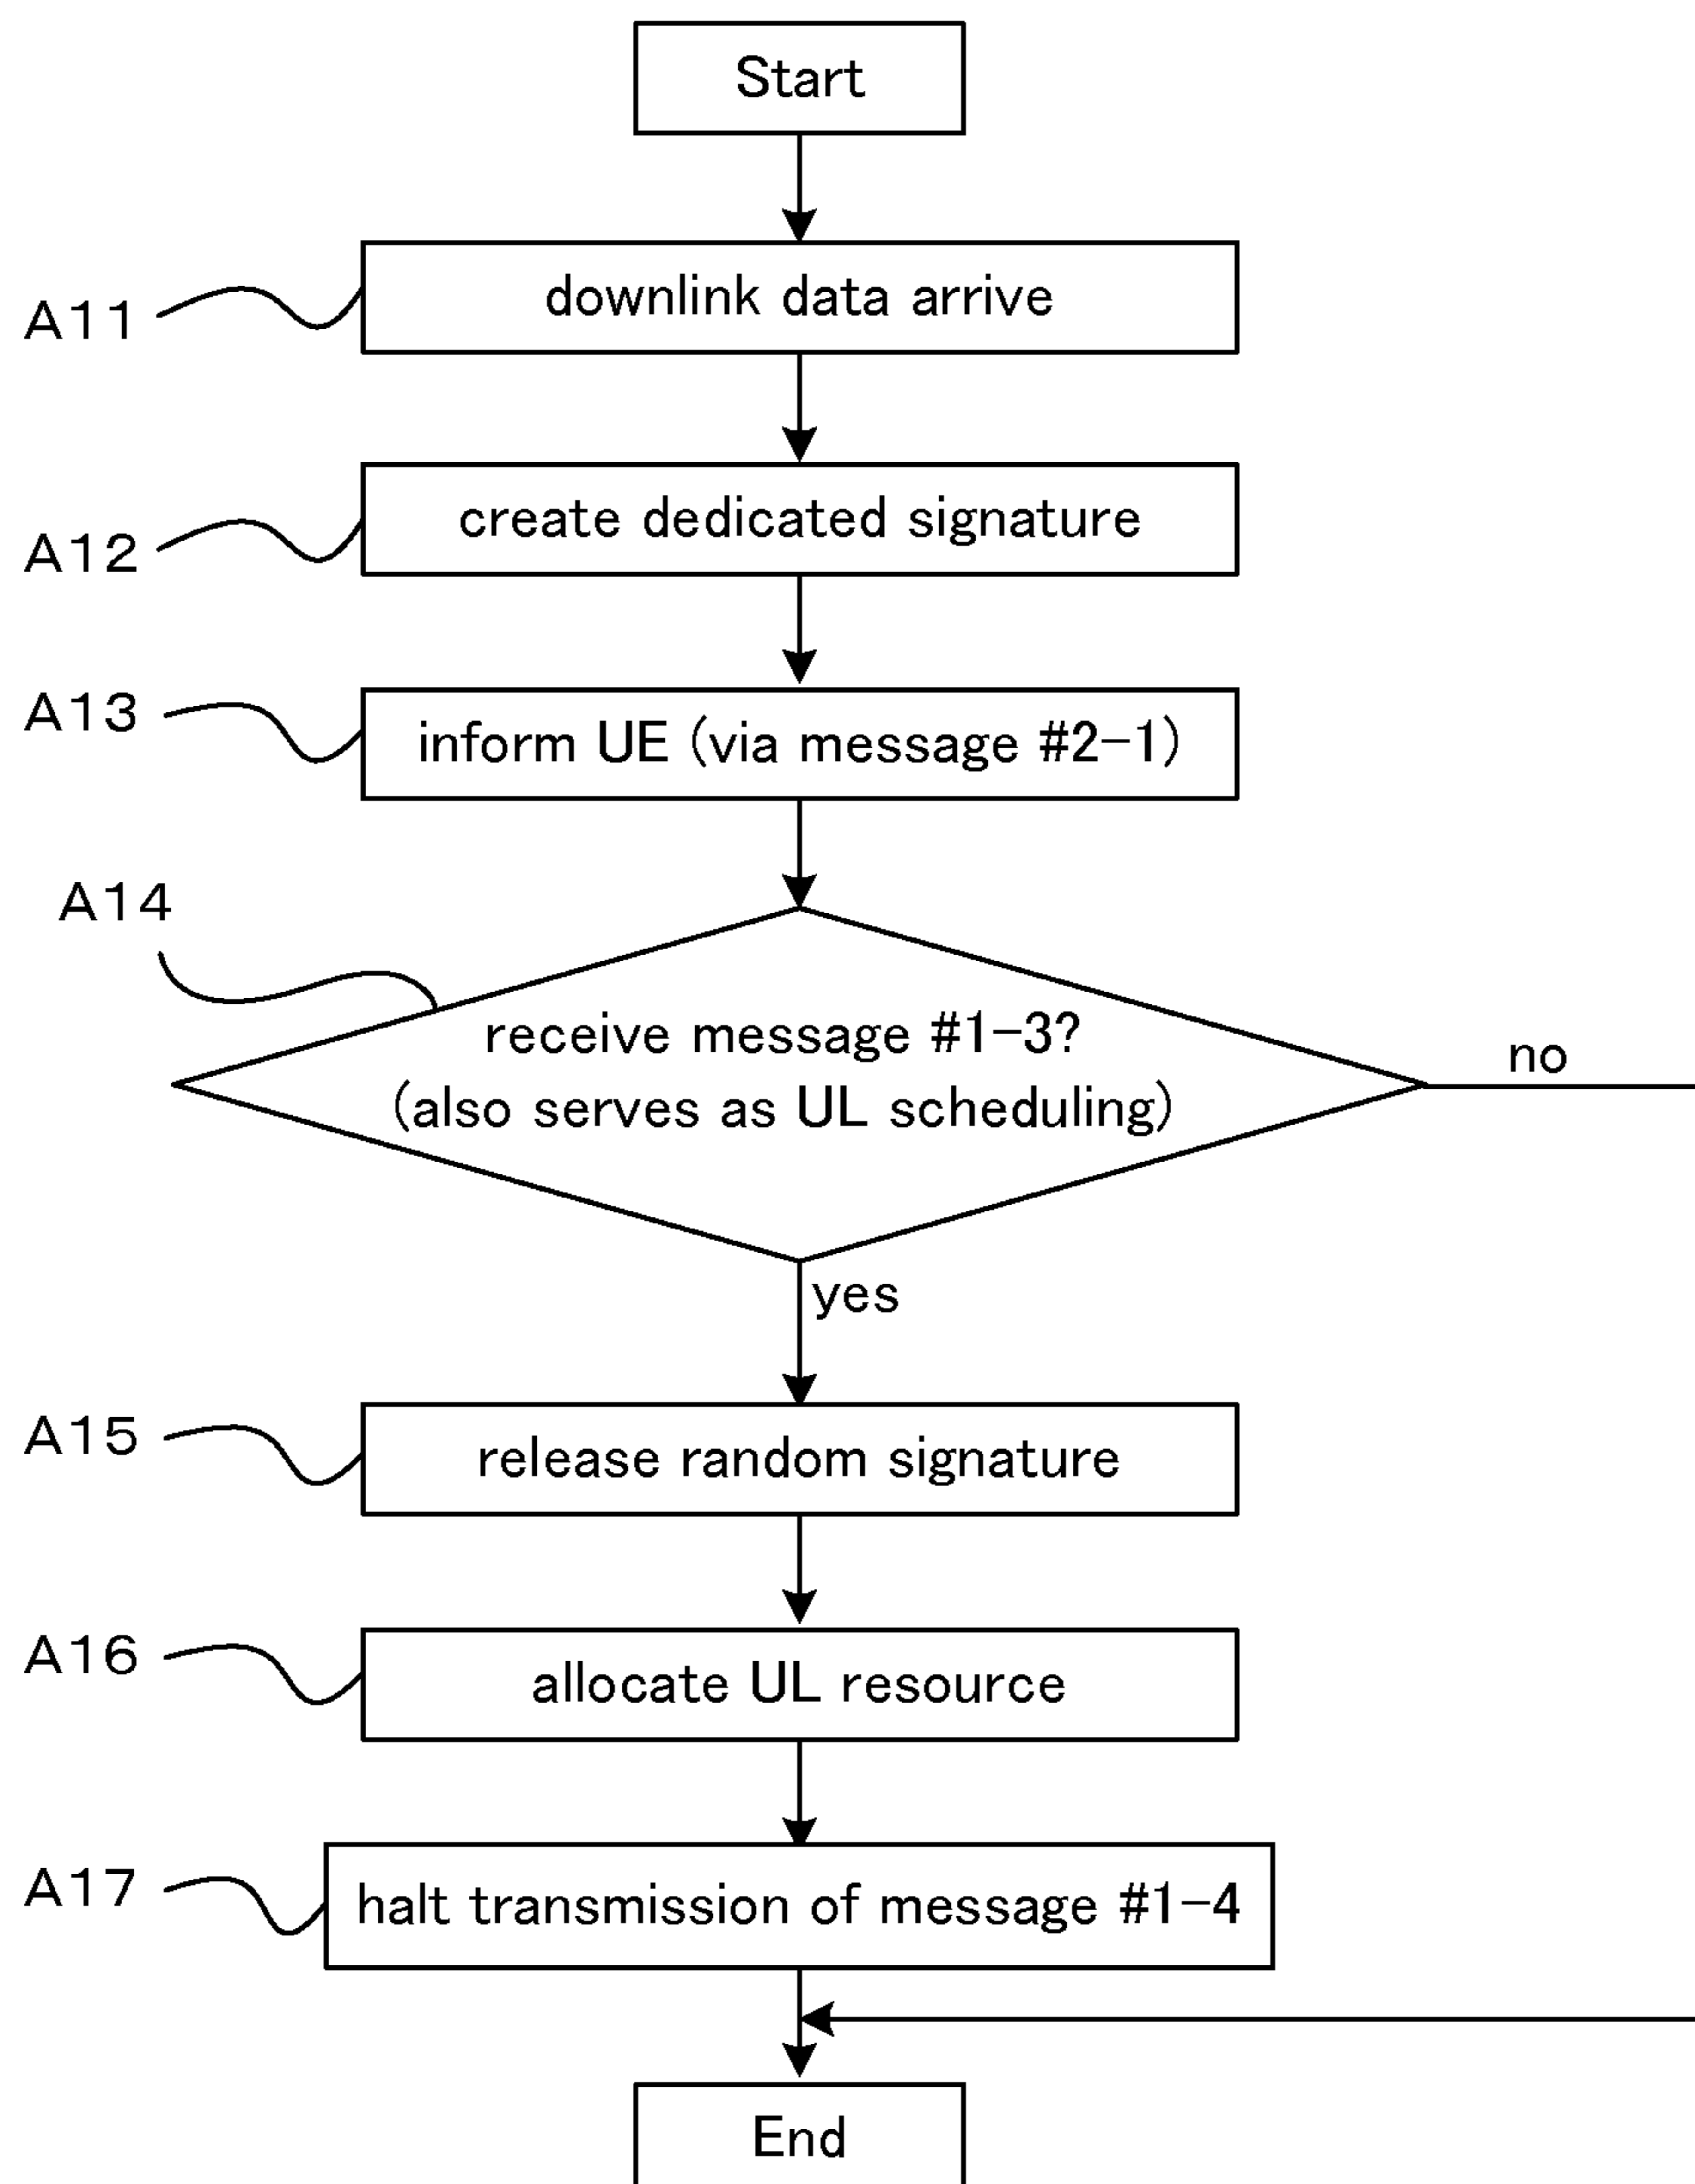 Start
A11
downlink data arrive
A12
create dedicated signature
A13
inform UE (via message #2-1)
A14
receive message #1-3?
(also serves as UL scheduling)
no
yes
A15
release random signature
A16
allocate UL resource
A17
halt transmission of message #1-4
End